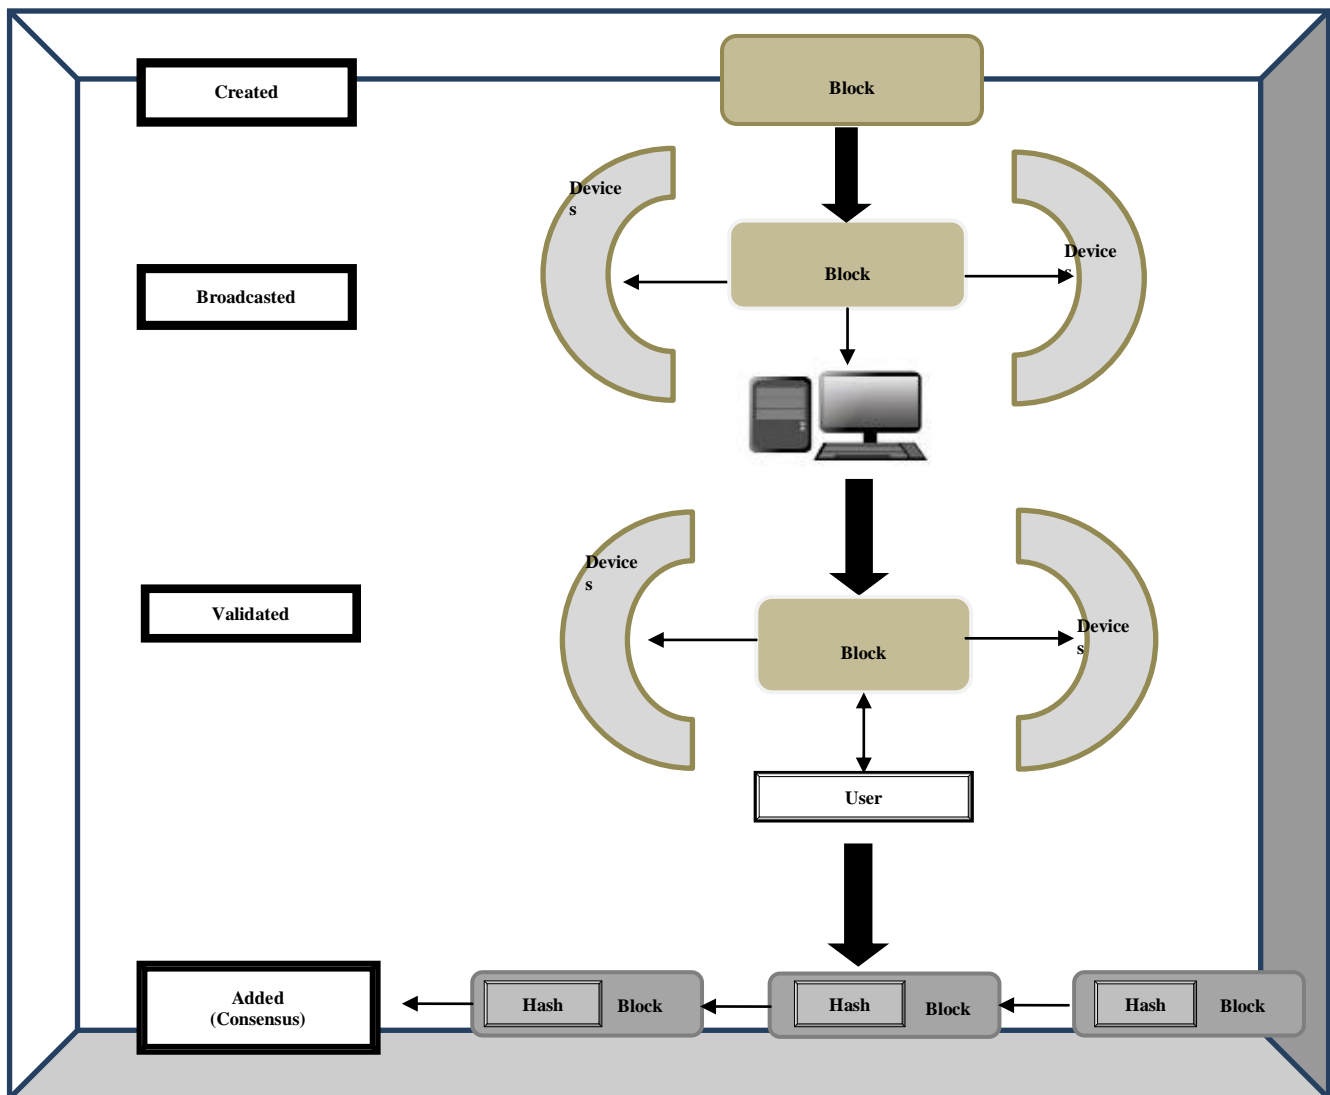 Created
Block
Device
s
Device
s
Broadcasted
Block
Device
s
Device
s
Validated
Block
User
Added
(Consensus)
Hash
Block
Hash
Block
Hash
Block